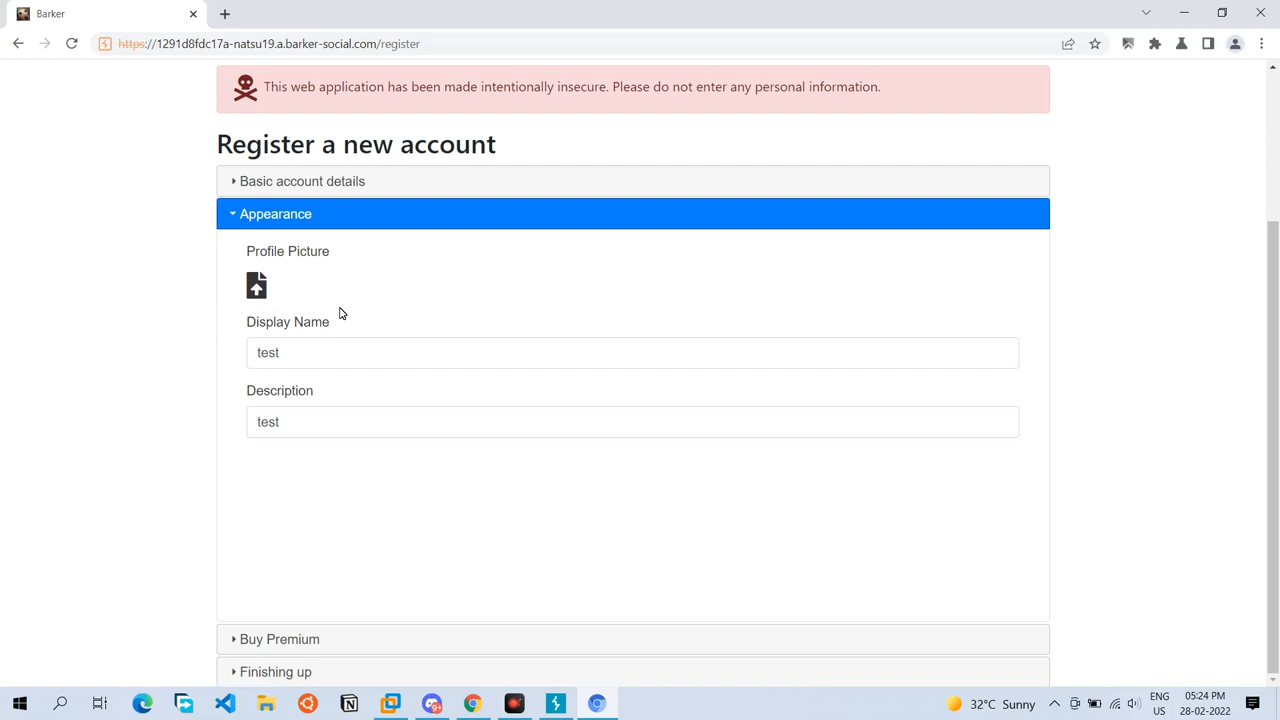 Barker
https://1291d8fdc17a-natsu19.a.barker-social.com/register
This web application has been made intentionally insecure. Please do not enter any personal information.
Register a new account
Basic account details
Appearance
Profile Picture
Display Name
test
Description
test
Buy Premium
Finishing up
32°C Sunny
ENG
US
05:24 PM
28-02-2022